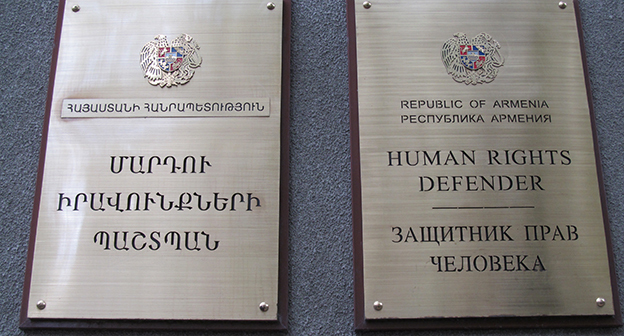 ՀԱՅԱՍՏԱՆԻ ՀԱՆՐԱՊԵՏՈՒԹՅՈՒՆ
ՄԱՐԴՈՒ
ԻՐԱՎՈՒՆՔՆԵՐԻ
ՊԱՇՏՊԱՆ
REPUBLIC OF ARMENIA
РЕСПУБЛИКА АРМЕНИЯ
HUMAN RIGHTS
DEFENDER
ЗАЩИТНИК ПРАВ
ЧЕЛОВЕКА